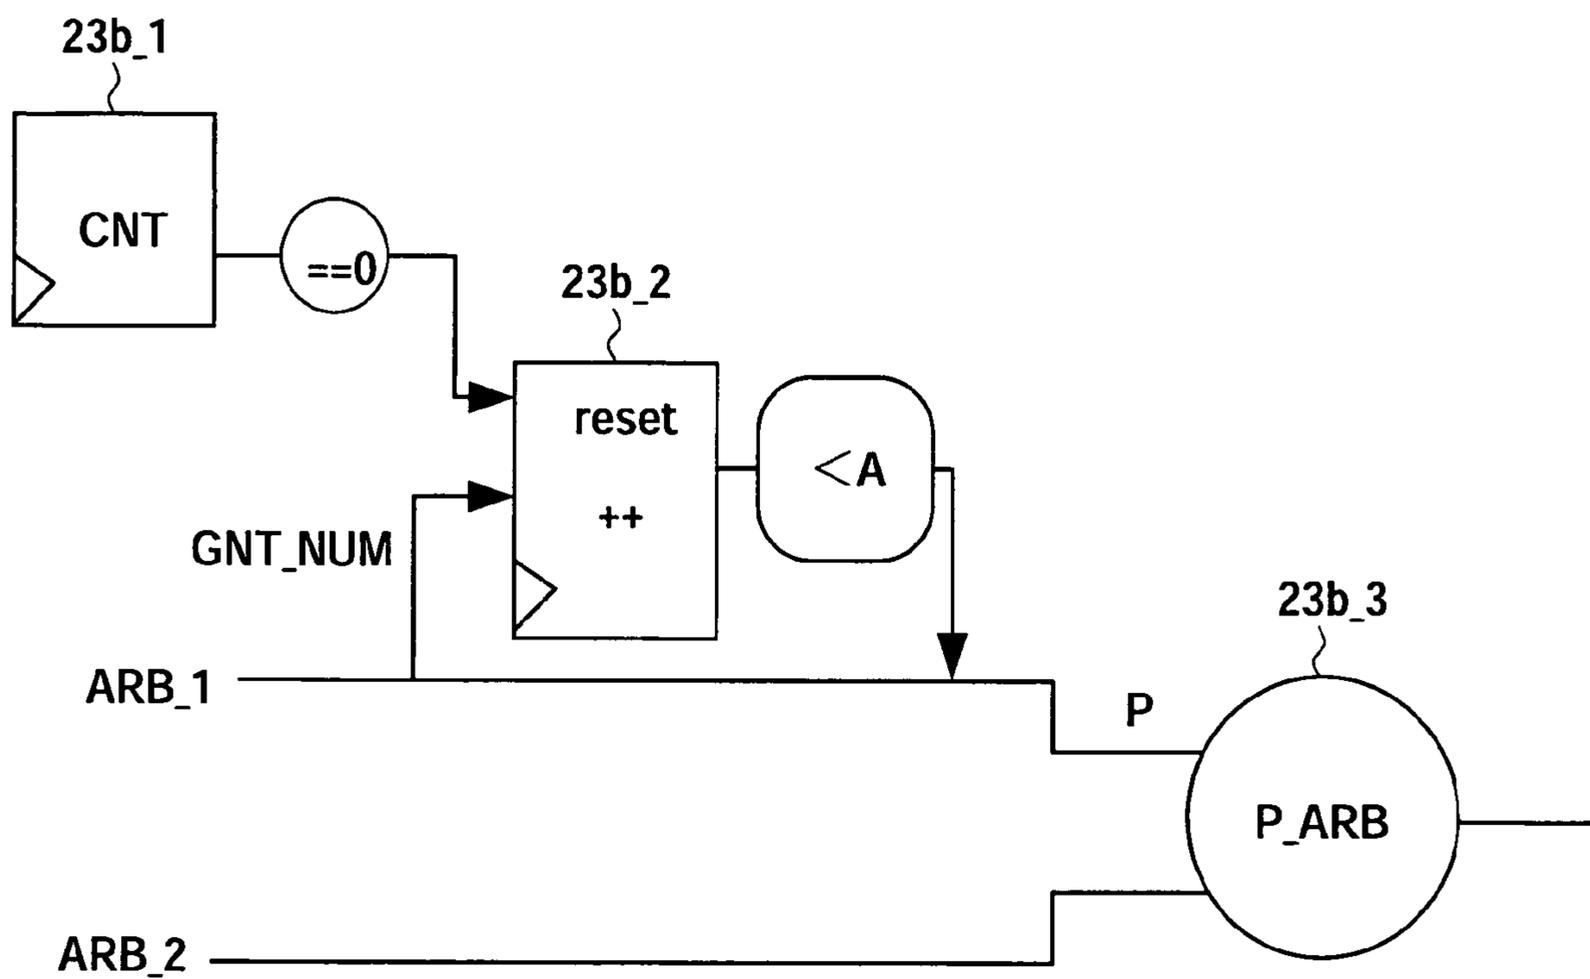 23b_1
CNT
==0
23b_2
reset
++
<A
GNT_NUM
23b_3
ARB_1
P
P_ARB
ARB_2